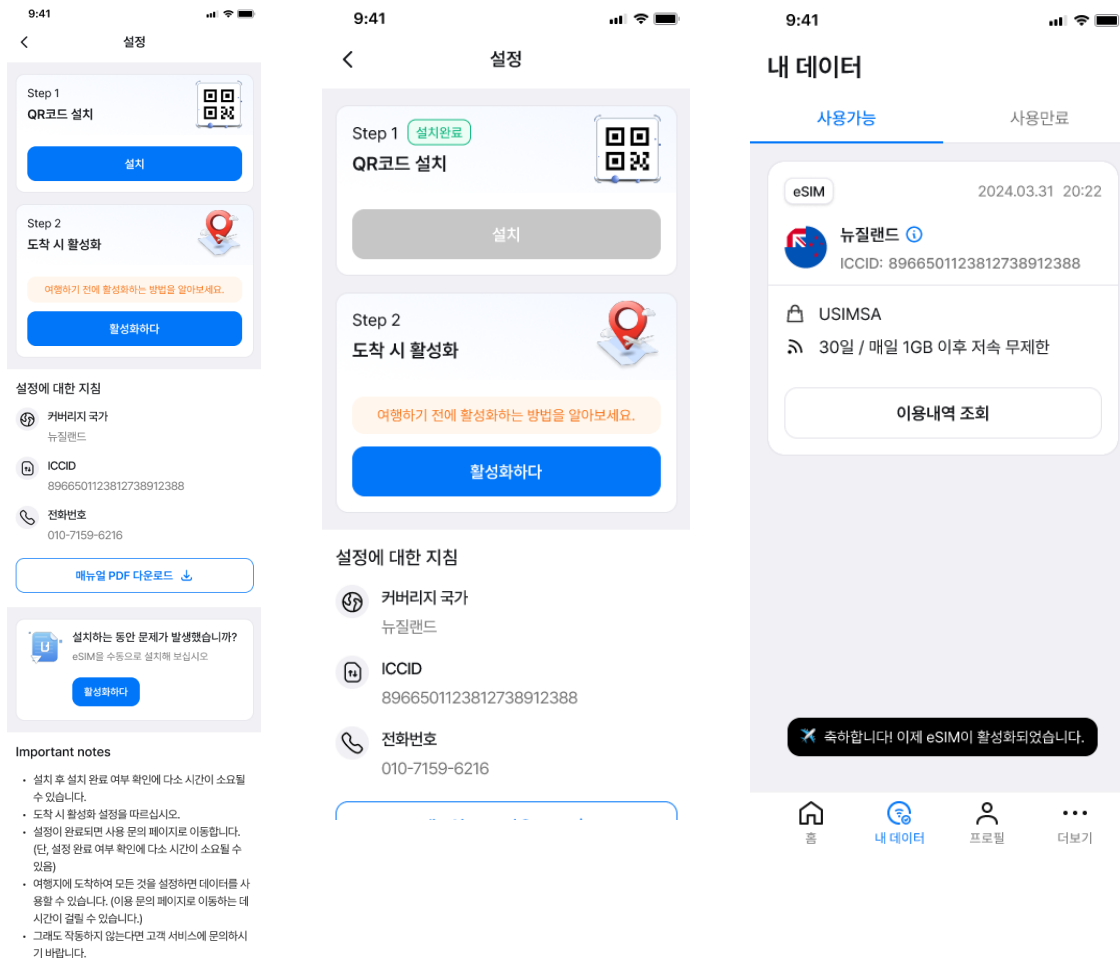 9:41
설정
Step 1
QR코드 설치
설치
Step 2
도착 시 활성화
여행하기 전에 활성화하는 방법을 알아보세요.
활성화하다
설정에 대한 지침
커버리지 국가
뉴질랜드
ICCID
8966501123812738912388
전화번호
010-7159-6216
매뉴얼 PDF 다운로드
설치하는 동안 문제가 발생했습니까?
eSIM을 수동으로 설치해 보십시오
활성화하다
Important notes
• 설치 후 설치 완료 여부 확인에 다소 시간이 소요될
수 있습니다.
• 도착 시 활성화 설정을 따르십시오.
• 설정이 완료되면 사용 문의 페이지로 이동합니다.
(단, 설정 완료 여부 확인에 다소 시간이 소요될 수
있음)
• 여행지에 도착하여 모든 것을 설정하면 데이터를 사
용할 수 있습니다. (이용 문의 페이지로 이동하는 데
시간이 걸릴 수 있습니다.)
• 그래도 작동하지 않는다면 고객 서비스에 문의하시
기 바랍니다.
9:41
설정
Step 1 설치완료
QR코드 설치
설치
Step 2
도착 시 활성화
여행하기 전에 활성화하는 방법을 알아보세요.
활성화하다
설정에 대한 지침
커버리지 국가
뉴질랜드
ICCID
8966501123812738912388
전화번호
010-7159-6216
9:41
내 데이터
사용가능 사용만료
eSIM 2024.03.31 20:22
뉴질랜드
ICCID: 8966501123812738912388
USIMSA
30일 / 매일 1GB 이후 저속 무제한
이용내역 조회
축하합니다! 이제 eSIM이 활성화되었습니다.
홈 내 데이터 프로필 더보기